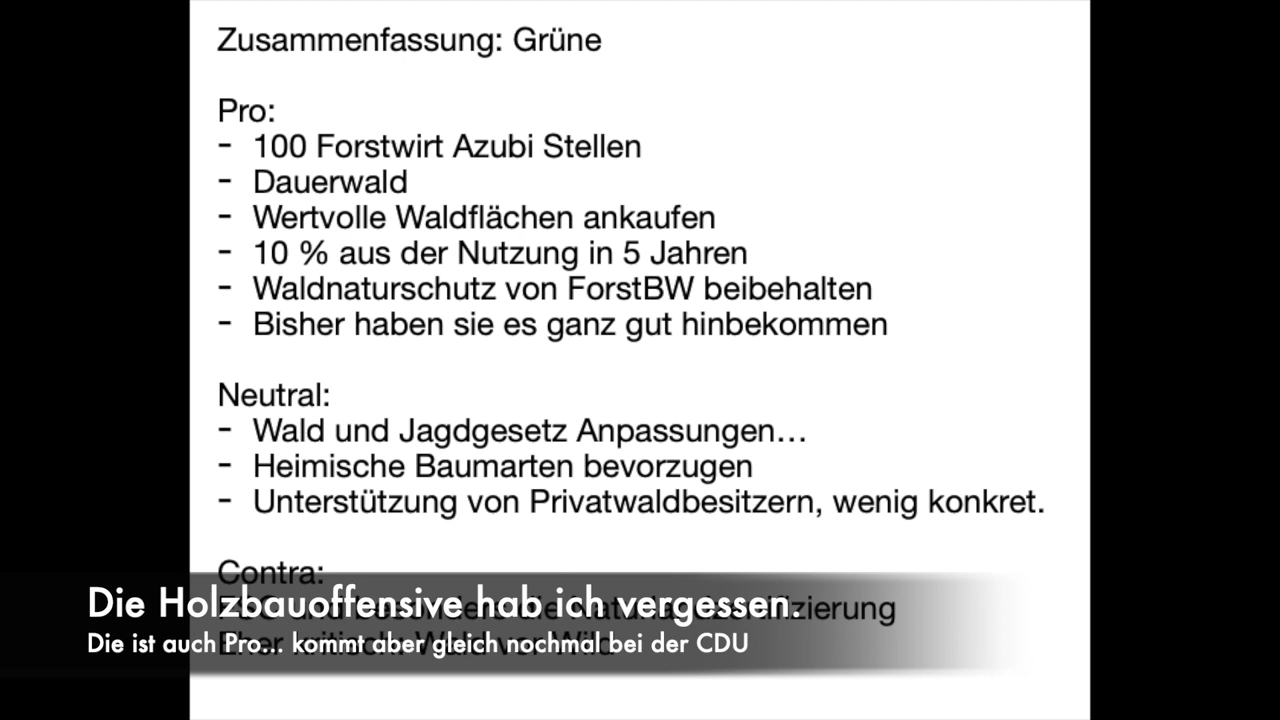 Zusammenfassung: Grüne
Pro:
- 100 Forstwirt Azubi Stellen
- Dauerwald
- Wertvolle Waldflächen ankaufen
- 10 % aus der Nutzung in 5 Jahren
- Waldnaturschutz von ForstBW beibehalten
- Bisher haben sie es ganz gut hinbekommen
Neutral:
- Wald und Jagdgesetz Anpassungen…
- Heimische Baumarten bevorzugen
- Unterstützung von Privatwaldbesitzern, wenig konkret.
Contra:
Die Holzbauoffensive hab ich vergessen.
Die ist auch Pro... kommt aber gleich nochmal bei der CDU